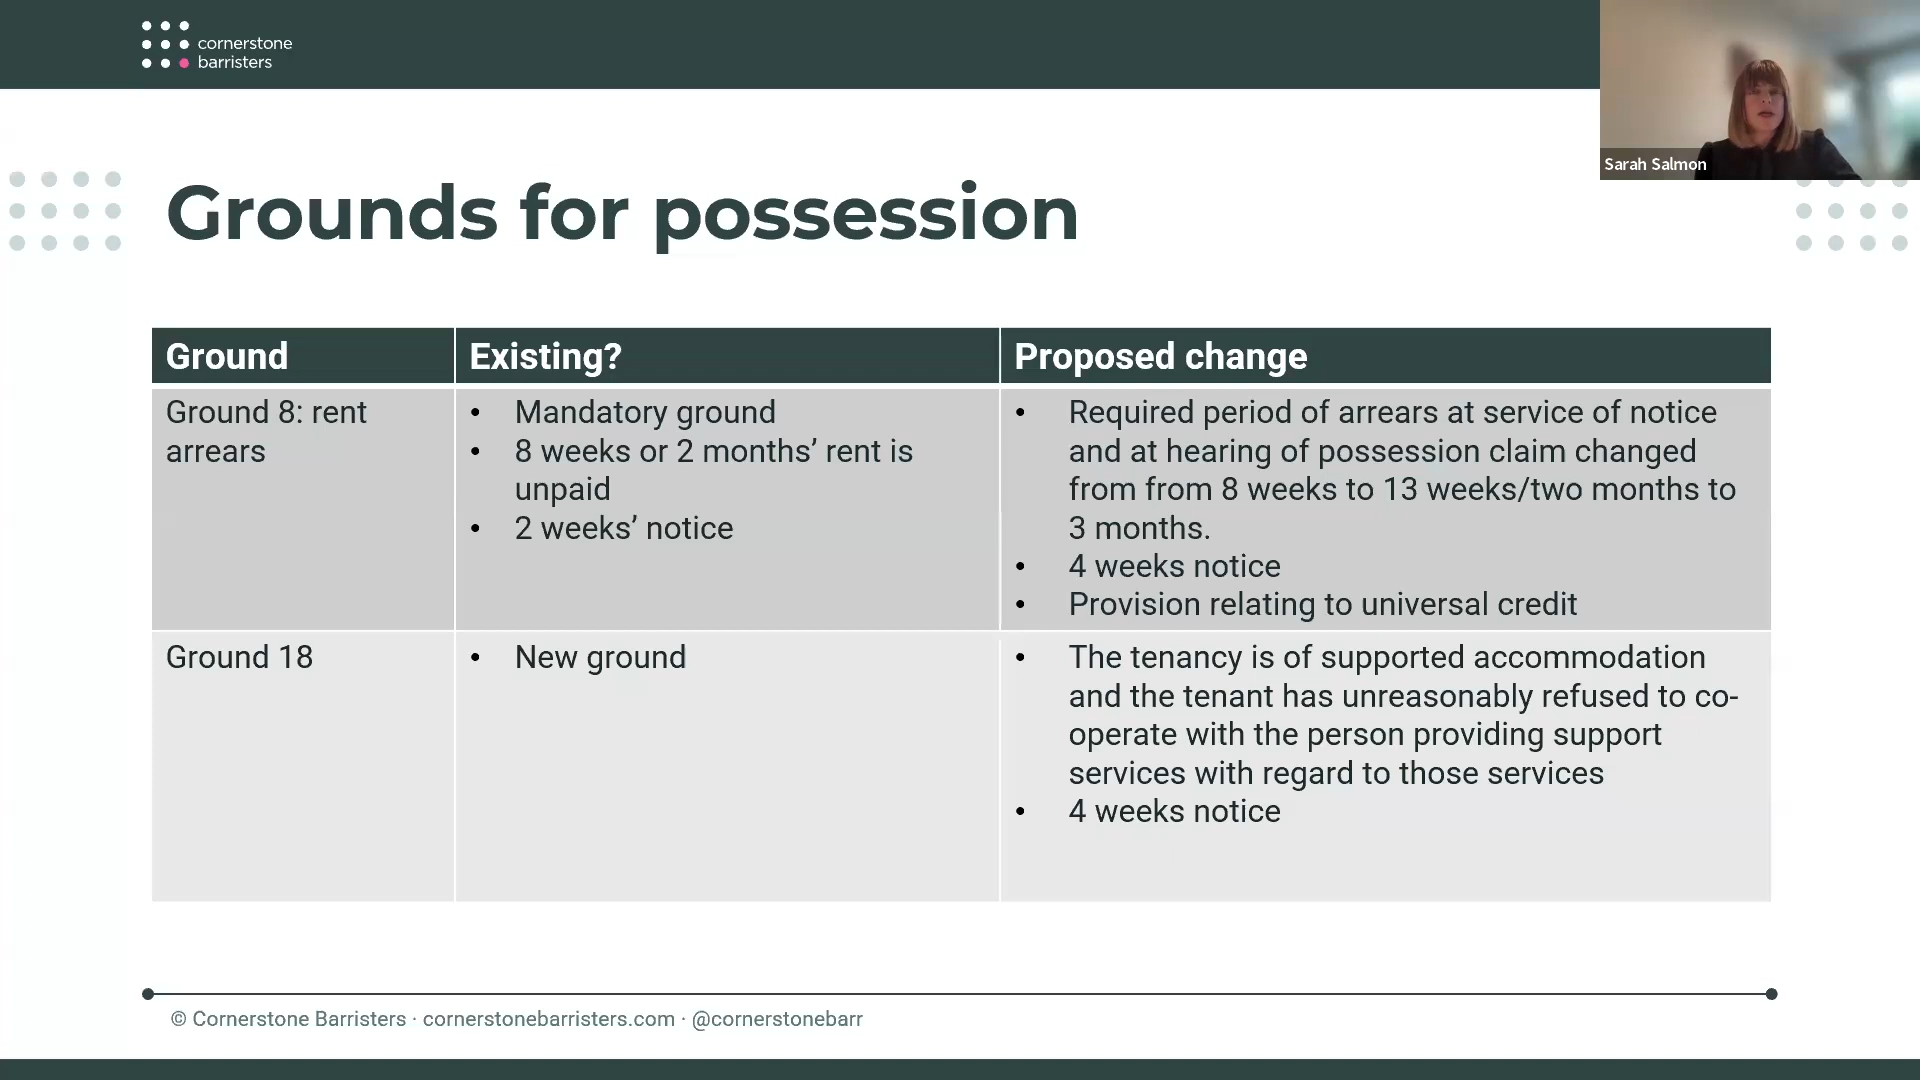 cornerstone
barristers
Sarah Salmon
Grounds for possession
Ground
Existing?
Proposed change
Ground 8: rent
arrears
• Mandatory ground
• 8 weeks or 2 months’ rent is
unpaid
• 2 weeks’ notice
• Required period of arrears at service of notice
and at hearing of possession claim changed
from from 8 weeks to 13 weeks/two months to
3 months.
• 4 weeks notice
• Provision relating to universal credit
Ground 18
• New ground
• The tenancy is of supported accommodation
and the tenant has unreasonably refused to co-
operate with the person providing support
services with regard to those services
• 4 weeks notice
© Cornerstone Barristers · cornerstonebarristers.com · @cornerstonebarr